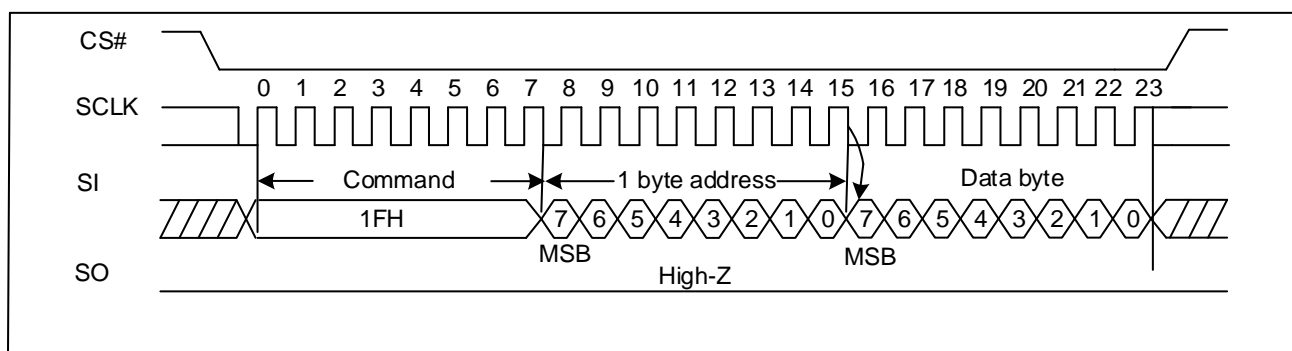 CS#
0 1 2 3 4 5 6 7 8 9 10 11 12 13 14 15 16 17 18 19 20 21 22 23
SCLK
SI Command 1 byte address Data byte
1FH 7 6 5 4 3 2 1 0 7 6 5 4 3 2 1 0
MSB MSB
SO High-Z